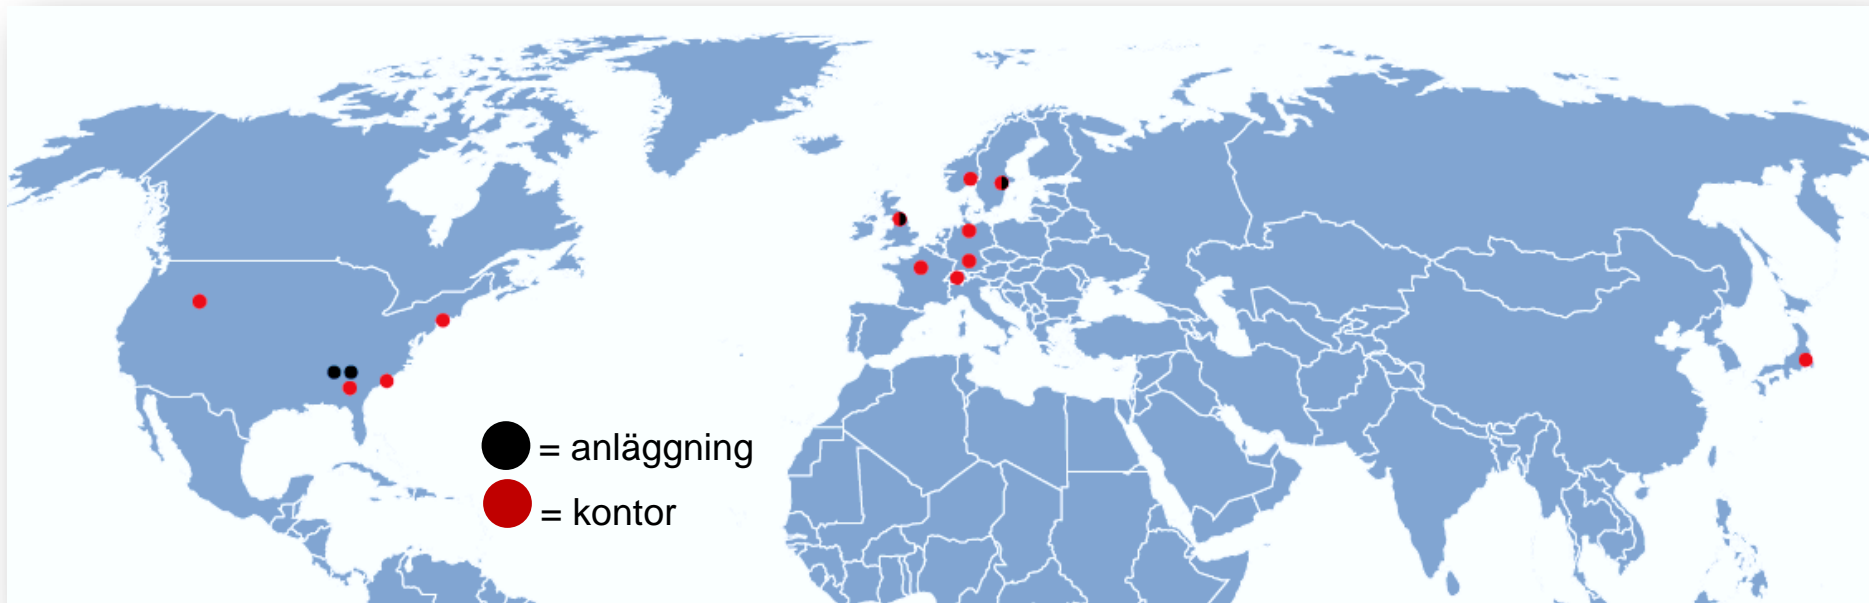 = anläggning
= kontor